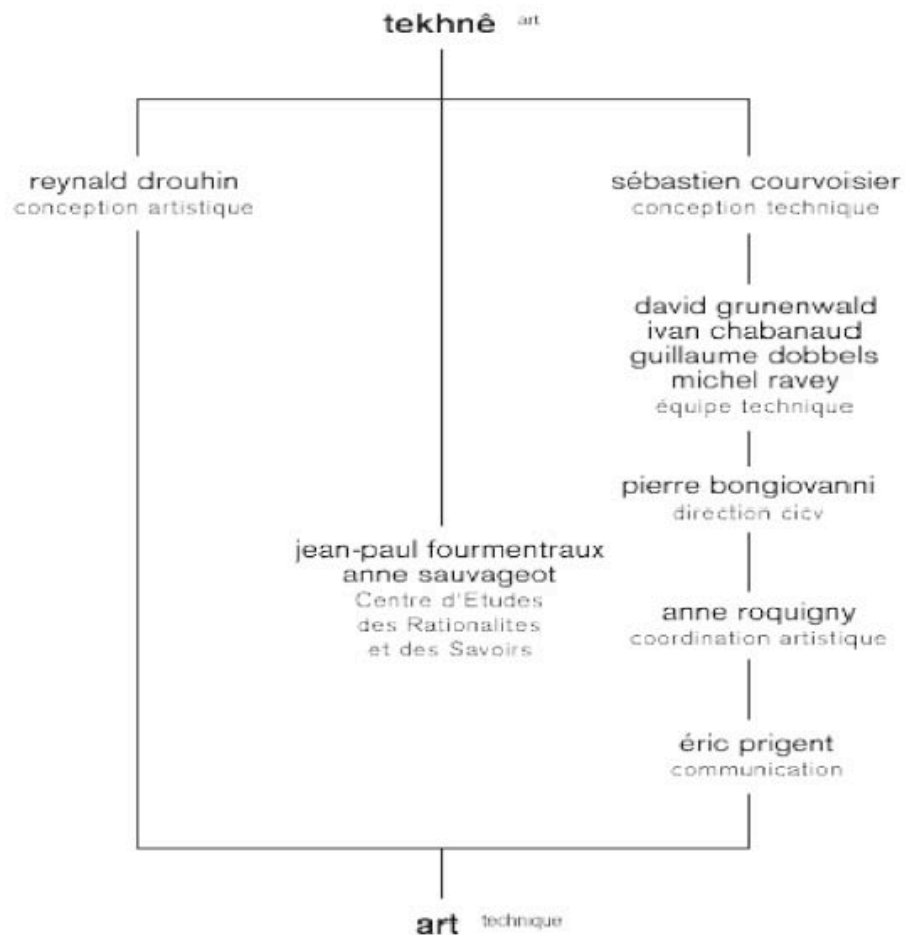 tekhnê art
reynald drouhin
conception artistique
sébastien courvoisier
conception technique
david grunenwald
ivan chabanaud
guillaume dobbels
michel ravey
équipe technique
pierre bongiovanni
direction cicv
jean-paul fourmentraux
anne sauvageot
Centre d'Etudes
des Rationalites
et des Savoirs
anne roquigny
coordination artistique
éric prigent
communication
art technique